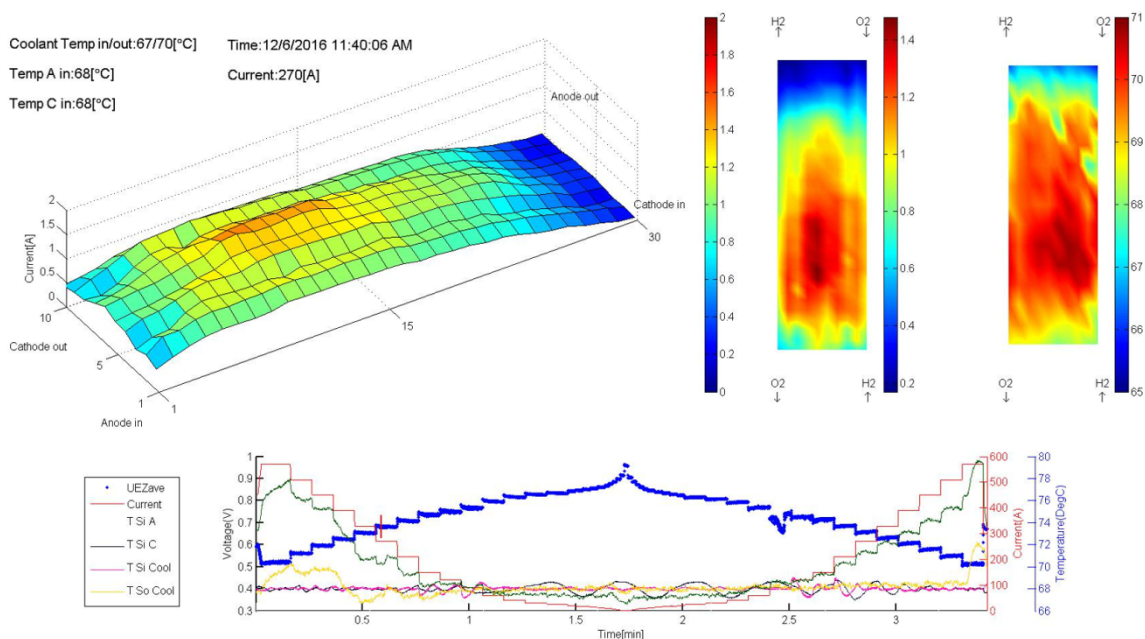 Coolant Temp in/out:67/70[°C]
Time:12/6/2016 11:40:06 AM
Temp A in:68[°C]
Current:270[A]
Temp C in:68[°C]
Anode out
Cathode in
30
15
Current[A]
2
1.5
1
0.5
0
10
5
1
1
Cathode out
Anode in
2
1.8
1.6
1.4
1.2
1
0.8
0.6
0.4
0.2
0
H2
↑
O2
↓
O2
↓
H2
↑
1.4
1.2
1
0.8
0.6
0.4
0.2
H2
↑
O2
↓
O2
↓
H2
↑
71
70
69
68
67
66
65
UEZave
Current
T Si A
T Si C
T Si Cool
T So Cool
Voltage(V)
1
0.9
0.8
0.7
0.6
0.5
0.4
0.3
0.5
1
1.5
2
2.5
3
Time[min]
600
500
400
300
200
100
0
Current(A)
80
78
76
74
72
70
68
66
Temperature(DegC)